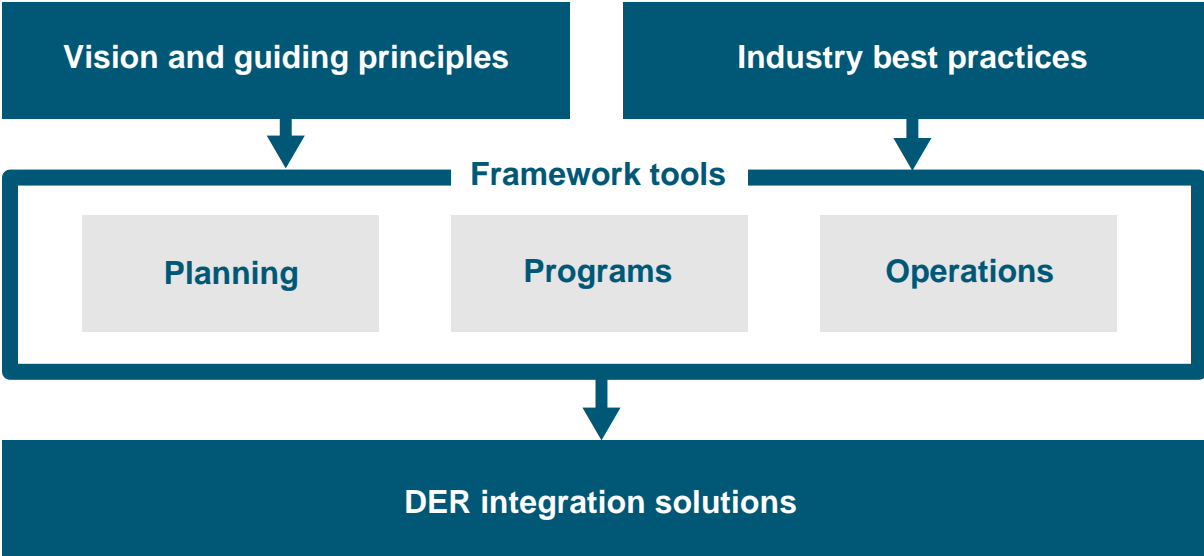 Vision and guiding principles
Industry best practices
Framework tools
Planning
Programs
Operations
DER integration solutions